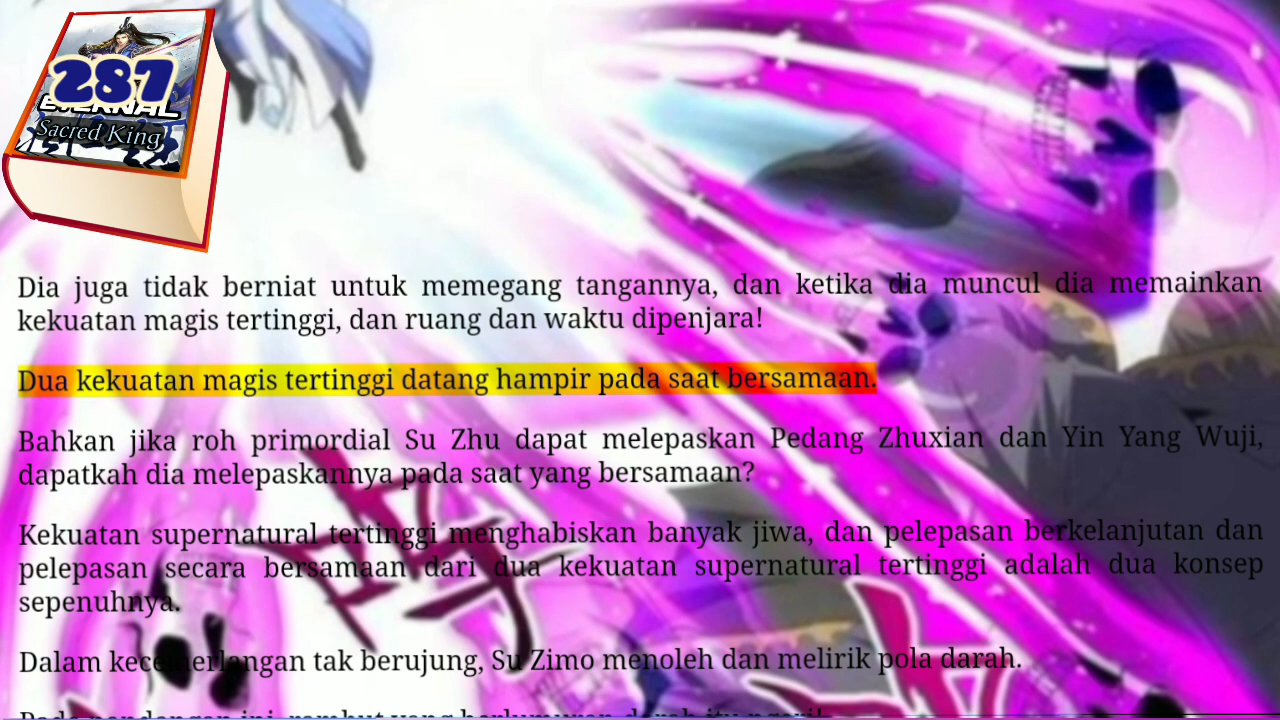 287
ETERNAL
Sacred King
Dia juga tidak berniat untuk memegang tangannya, dan ketika dia muncul dia memainkan
kekuatan magis tertinggi, dan ruang dan waktu dipenjara!
Dua kekuatan magis tertinggi datang hampir pada saat bersamaan.
Bahkan jika roh primordial Su Zhu dapat melepaskan Pedang Zhuxian dan Yin Yang Wuji,
dapatkah dia melepaskannya pada saat yang bersamaan?
Kekuatan supernatural tertinggi menghabiskan banyak jiwa, dan pelepasan berkelanjutan dan
pelepasan secara bersamaan dari dua kekuatan supernatural tertinggi adalah dua konsep
sepenuhnya.
Dalam kecemerlangan tak berujung, Su Zimo menoleh dan melirik pola darah.